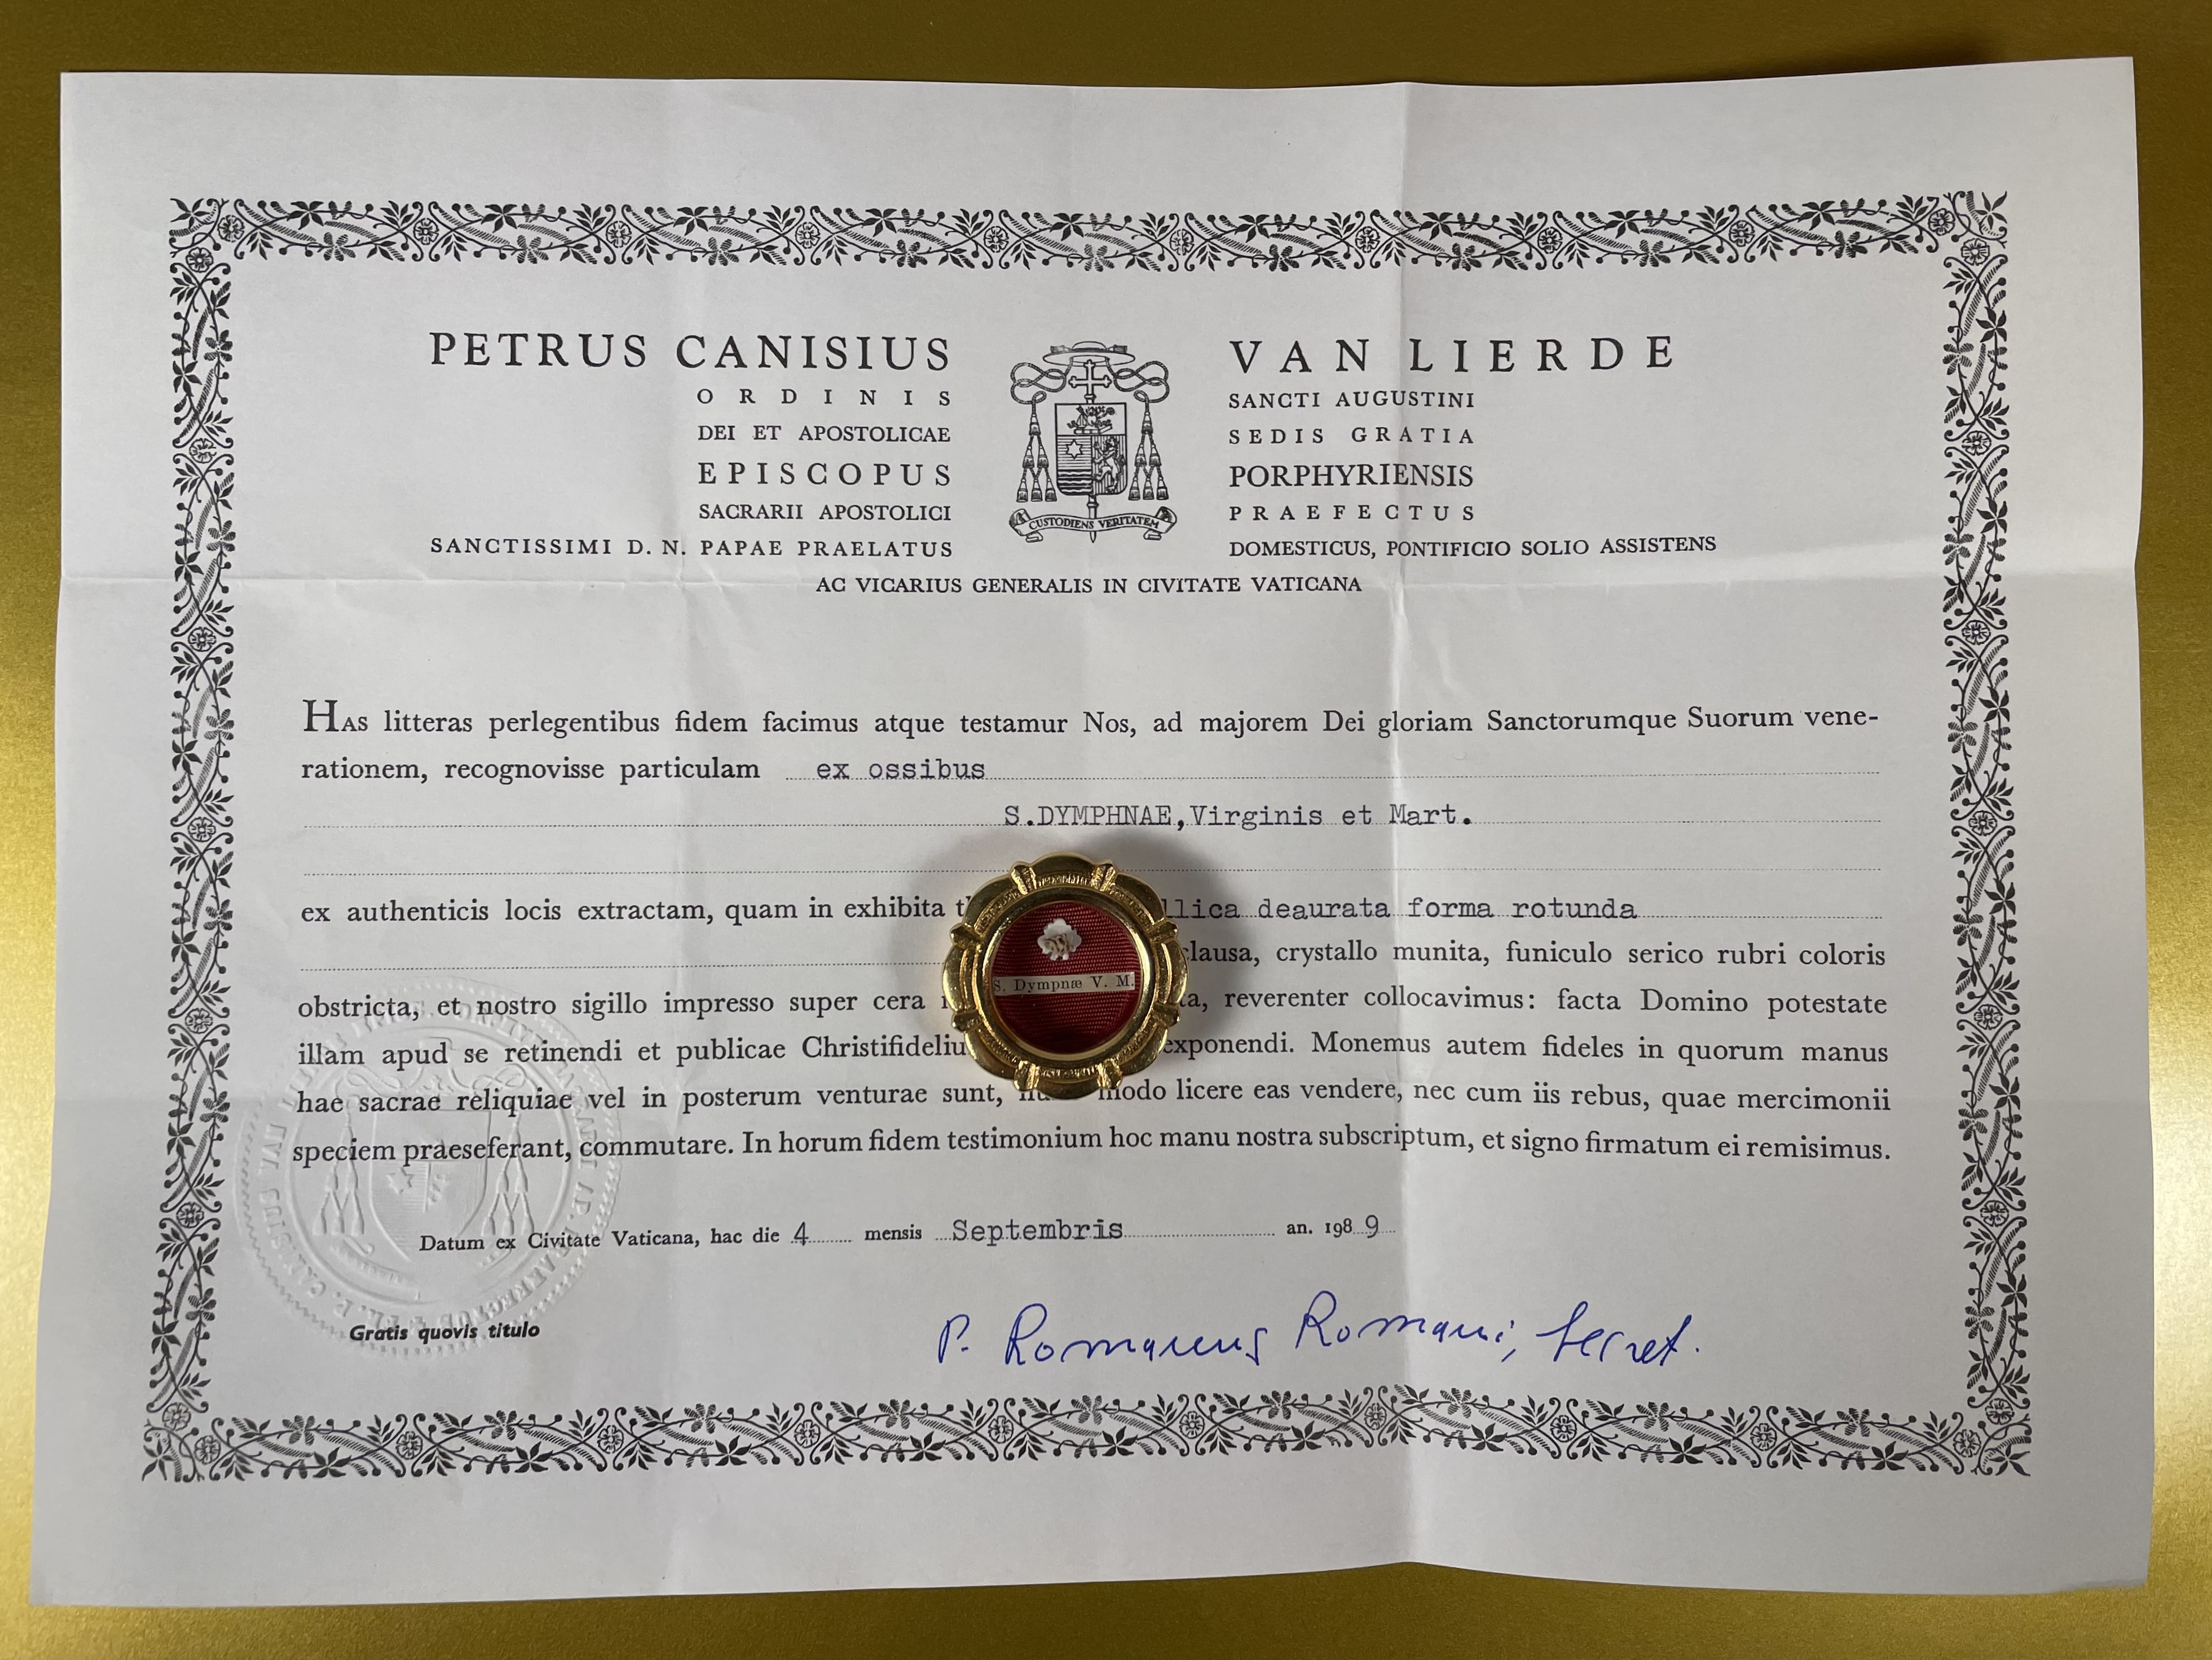 PETRUS CANISIUS VAN LIERDE
ORDINIS SANCTI AUGUSTINI
DEI ET APOSTOLICAE SEDIS GRATIA
EPISCOPUS PORPHYRIENSIS
SACRARII APOSTOLICI PRAEFECTUS
SANCTISSIMI D. N. PAPAE PRAELATUS DOMESTICUS, PONTIFICIO SOLIO ASSISTENS
AC VICARIUS GENERALIS IN CIVITATE VATICANA
CUSTODIENS VERITATEM
HAS litteras perlegentibus fidem facimus atque testamur Nos, ad majorem Dei gloriam Sanctorumque Suorum vene-
rationem, recognovisse particulam ex ossibus
S.DYMPHNAE, Virginis et Mart.
ex authenticis locis extractam, quam in exhibita deaurata forma rotunda
clausa, crystallo munita, funiculo serico rubri coloris
S. Dympnæ V. M.
obstricta, et nostro sigillo impresso super cera reverenter collocavimus: facta Domino potestate
illam apud se retinendi et publicae exponendi. Monemus autem fideles in quorum manus
hae sacrae reliquiae vel in posterum venturae sunt, modo licere eas vendere, nec cum iis rebus, quae mercimonii
speciem praeseferant, commutare. In horum fidem testimonium hoc manu nostra subscriptum, et signo firmatum ei remisimus.
Datum ex Civitate Vaticana, hac die 4 mensis Septembris an. 1989
Gratis quovis titulo
P. Romanus Romani, Secret.